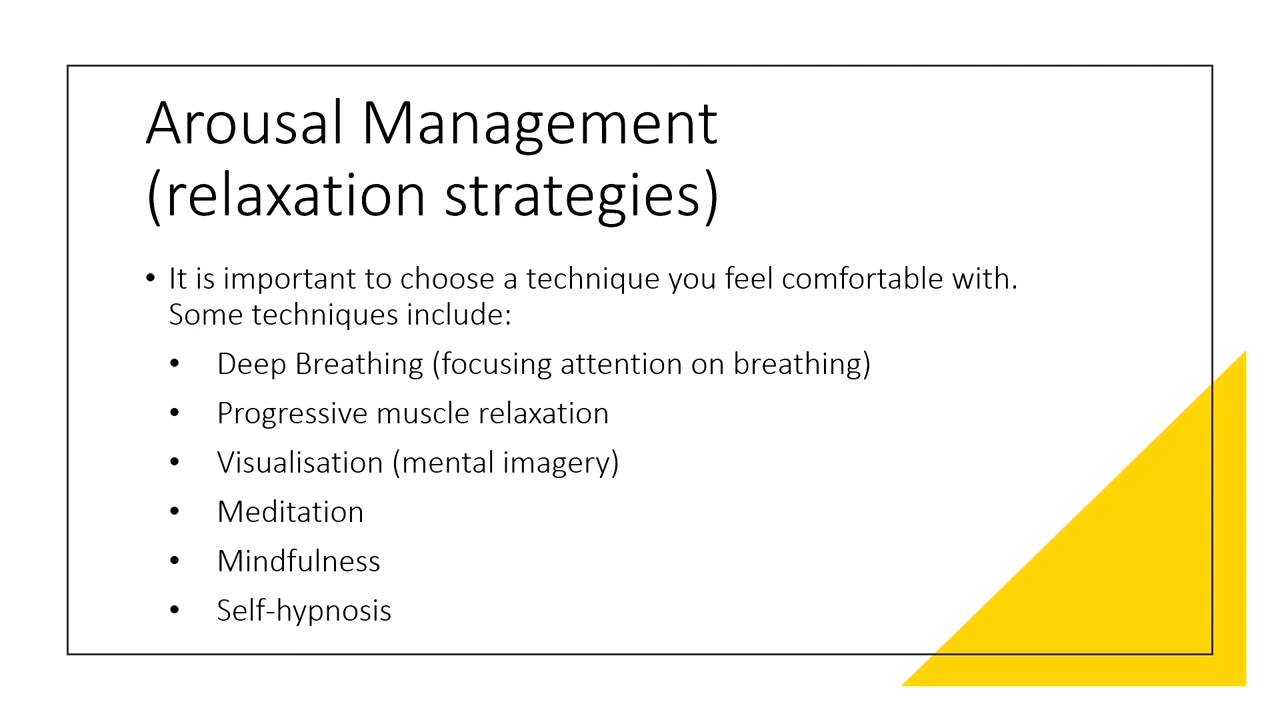 Arousal Management
(relaxation strategies)
• It is important to choose a technique you feel comfortable with.
Some techniques include:
• Deep Breathing (focusing attention on breathing)
• Progressive muscle relaxation
• Visualisation (mental imagery)
• Meditation
• Mindfulness
• Self-hypnosis